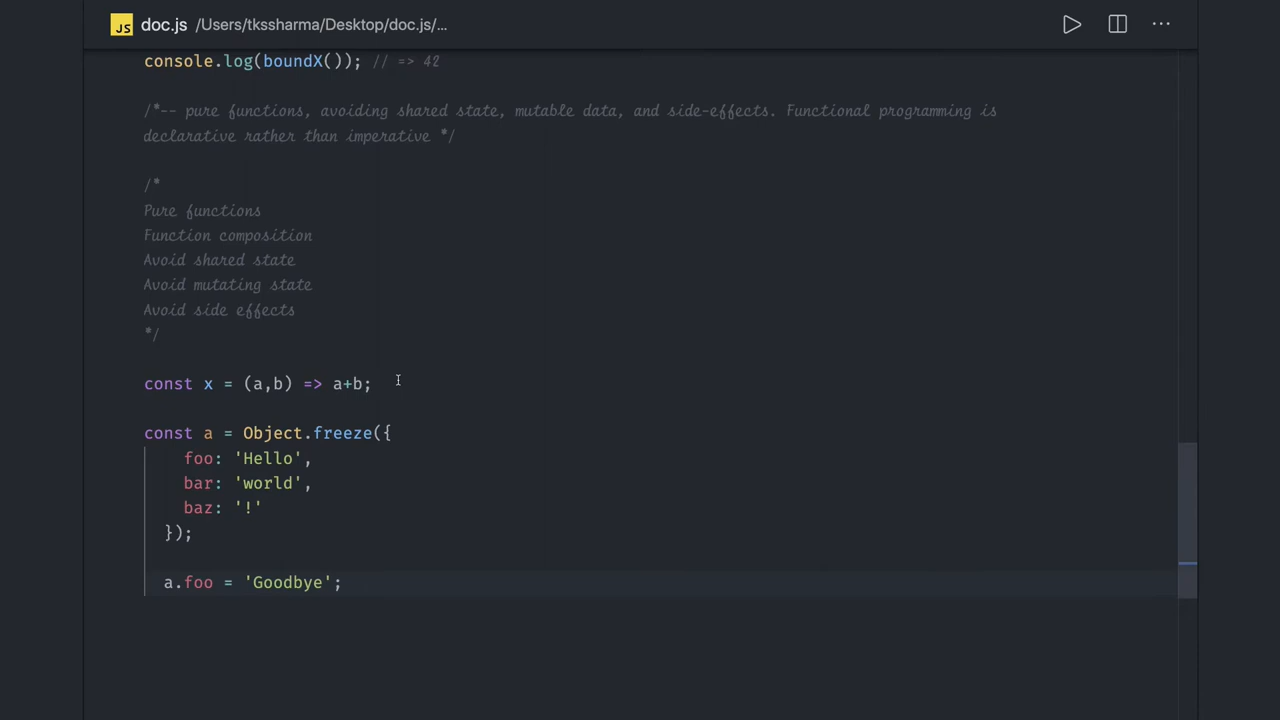 JS doc.js /Users/tkssharma/Desktop/doc.js/...
console.log(boundX()); // => 42
/*-- pure functions, avoiding shared state, mutable data, and side-effects. Functional programming is
declarative rather than imperative */
/*
Pure functions
Function composition
Avoid shared state
Avoid mutating state
Avoid side effects
*/
const x = (a,b) => a+b;
const a = Object.freeze({
foo: 'Hello',
bar: 'world',
baz: '!'
});
a.foo = 'Goodbye';